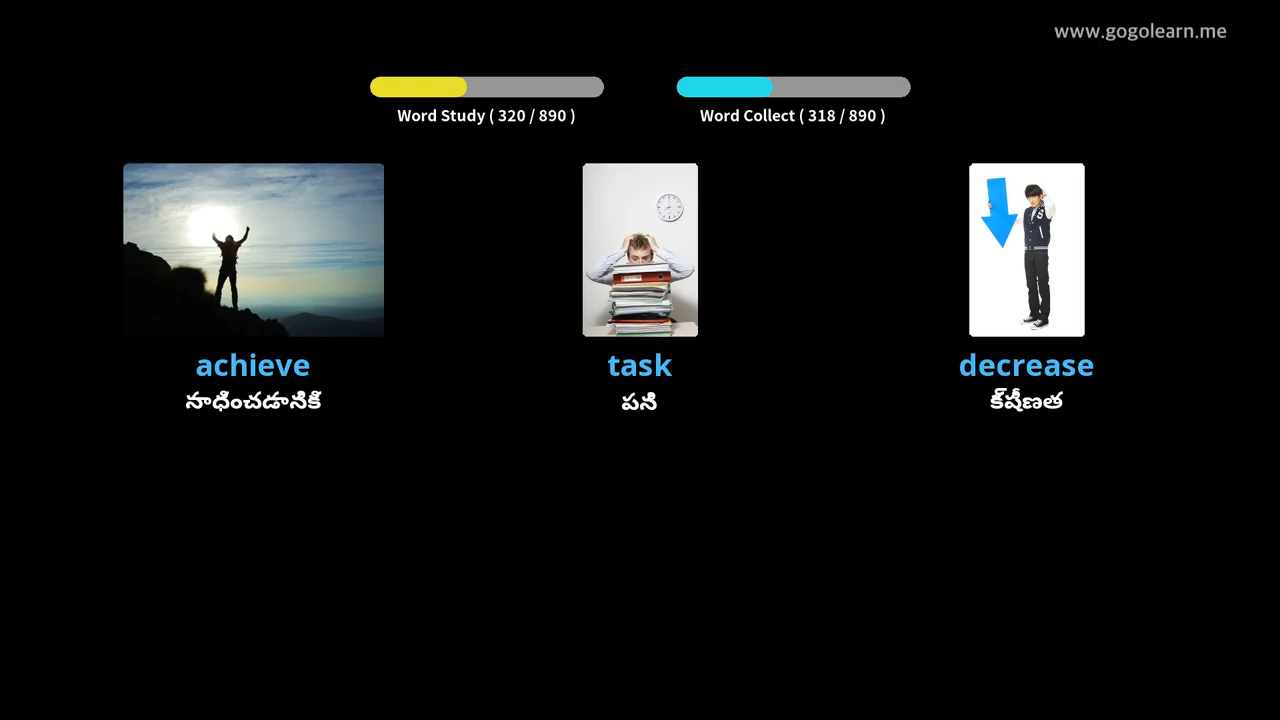 www.gogolearn.me
Word Study ( 320 / 890 )
Word Collect ( 318 / 890 )
achieve
సాధించడానికి
task
పని
decrease
క్‌షీణత